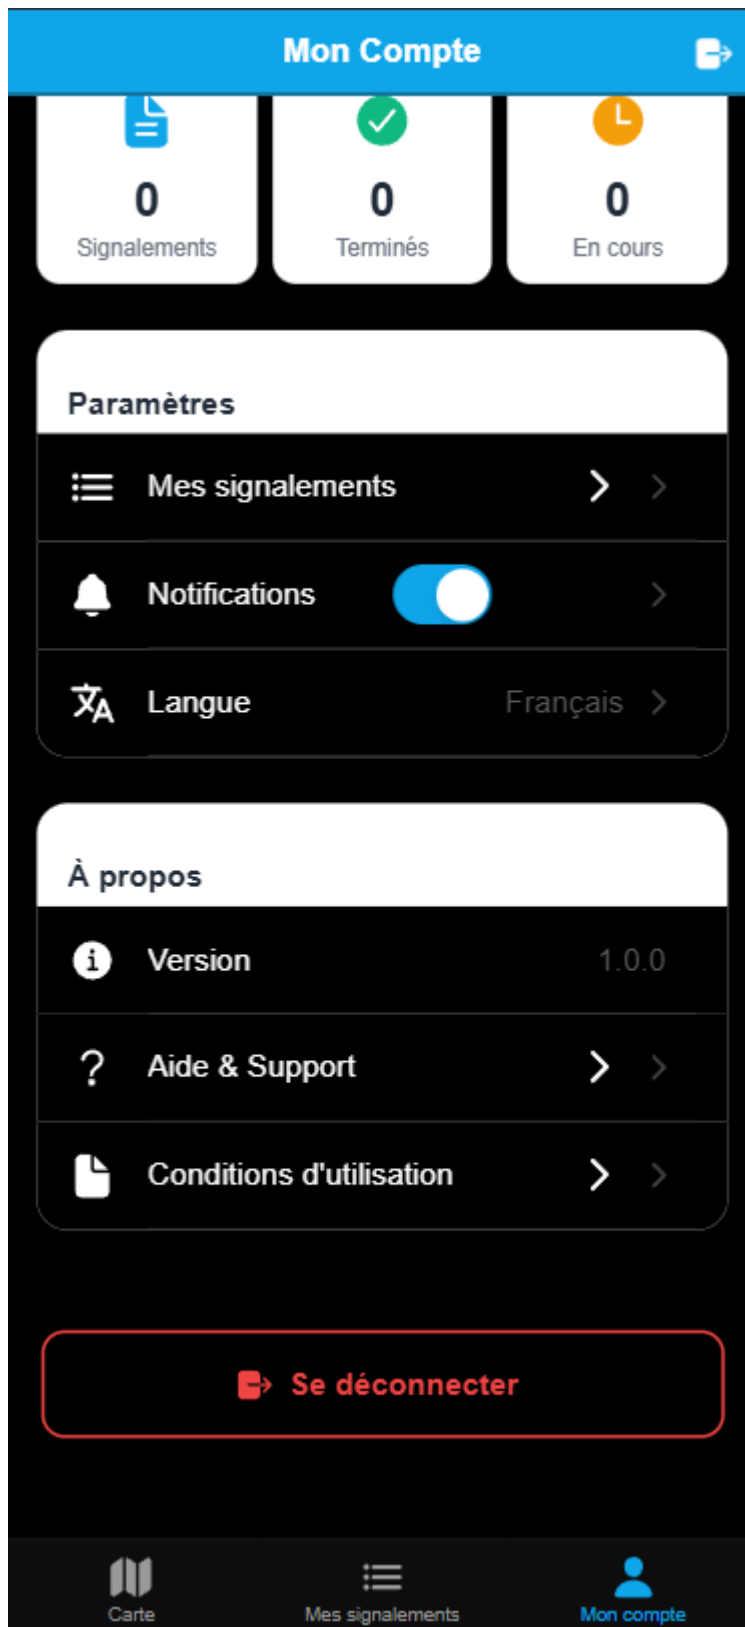 Mon Compte
0
Signalements
0
Terminés
0
En cours
Paramètres
Mes signalements
Notifications
Langue
Français
À propos
Version
1.0.0
Aide & Support
Conditions d'utilisation
Se déconnecter
Carte
Mes signalements
Mon compte